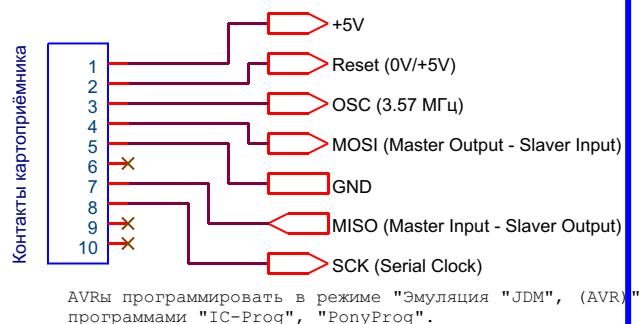 Контакты картоприёмника
1 +5V
2 Reset (0V/+5V)
3 OSC (3.57 МГц)
4 MOSI (Master Output - Slaver Input)
5 GND
6
7 MISO (Master Input - Slaver Output)
8 SCK (Serial Clock)
9
10
AVRы программировать в режиме "Эмуляция "JDM", (AVR)"
программами "IC-Prog", "PonyProg".